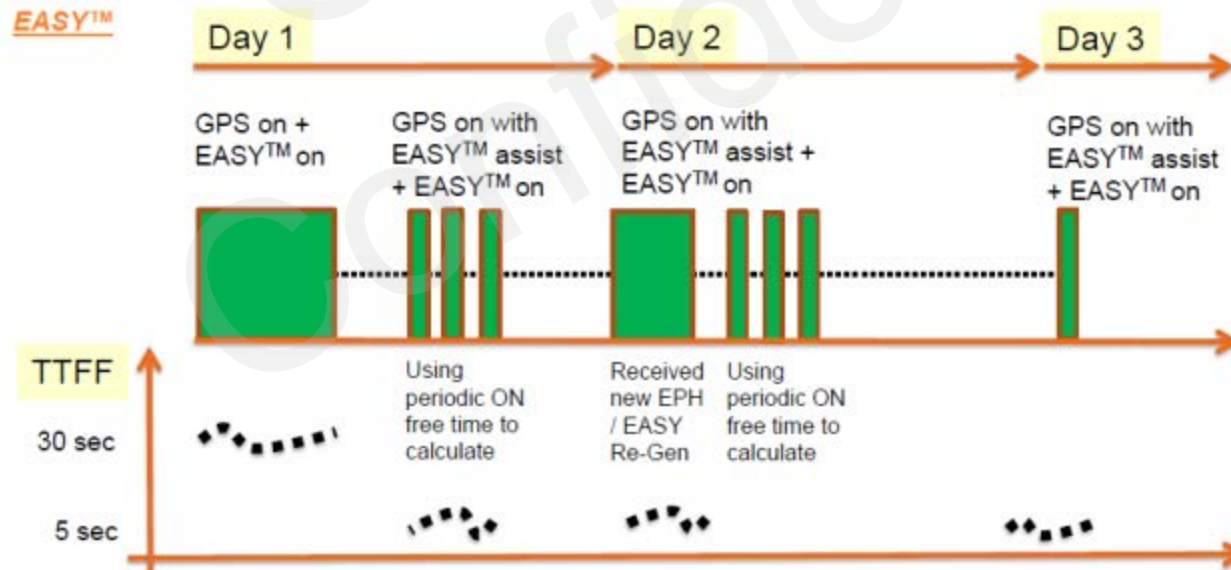 EASY™
Day 1
Day 2
Day 3
GPS on +
EASY™ on
GPS on with
EASY™ assist
+ EASY™ on
GPS on with
EASY™ assist +
EASY™ on
GPS on with
EASY™ assist
+ EASY™ on
TTFF
30 sec
5 sec
Using
periodic ON
free time to
calculate
Received
new EPH
/ EASY
Re-Gen
Using
periodic ON
free time to
calculate